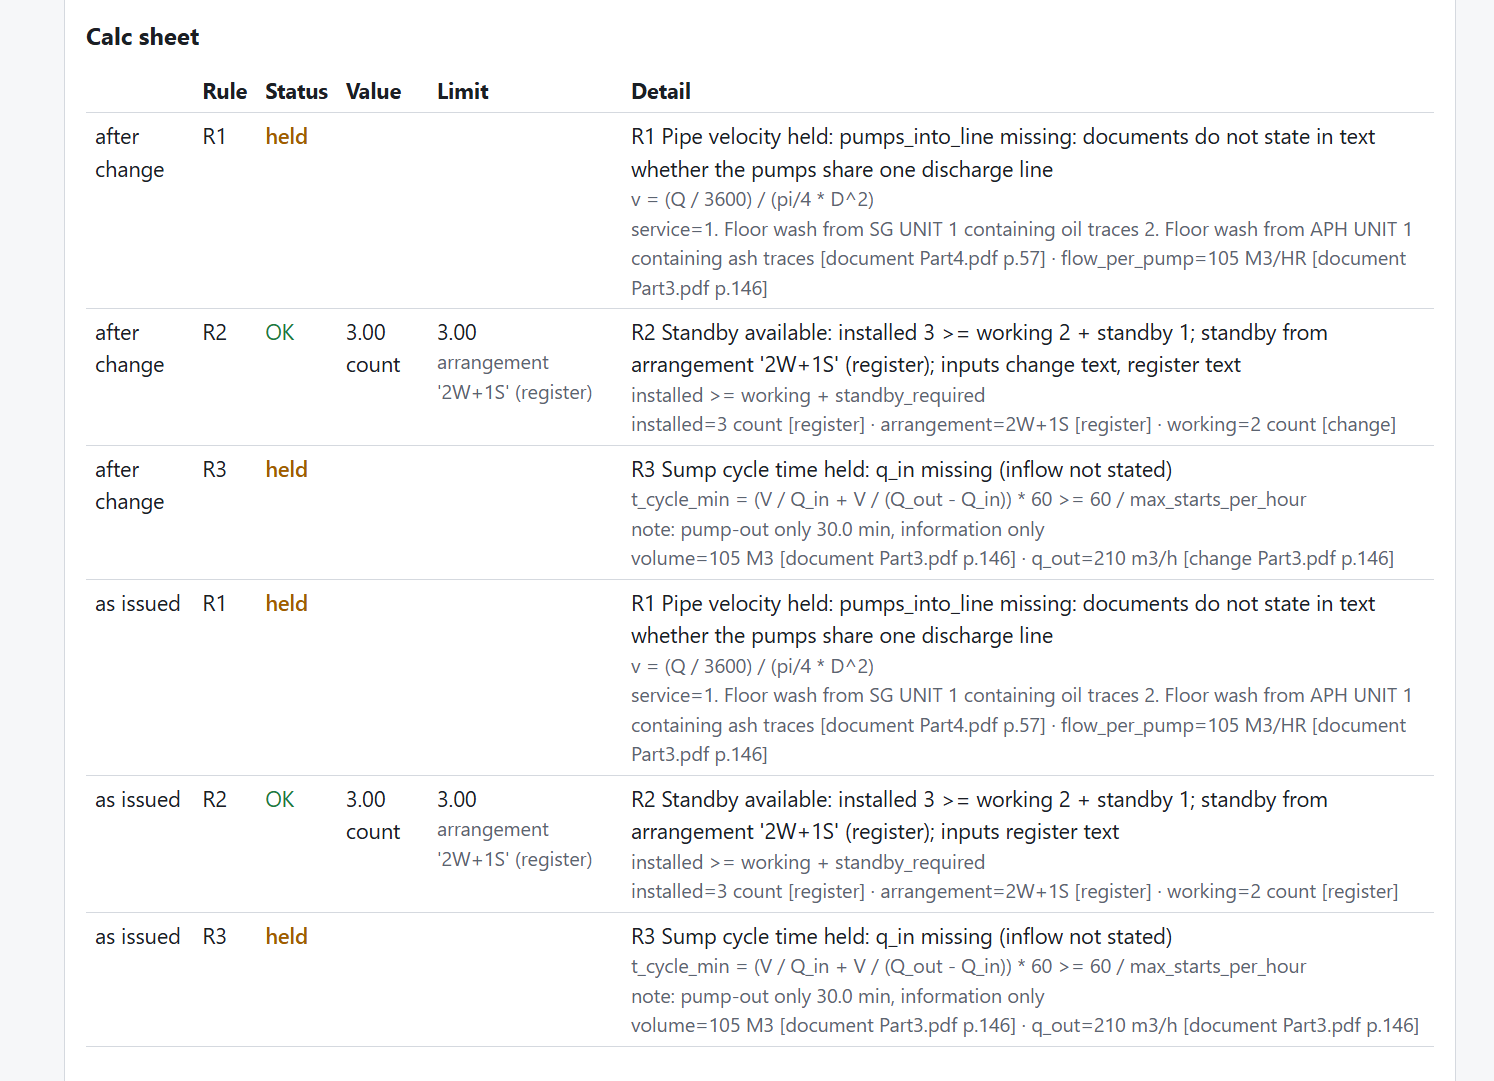 Calc sheet
Rule Status Value Limit Detail
after change R1 held R1 Pipe velocity held: pumps_into_line missing: documents do not state in text
whether the pumps share one discharge line
v = (Q / 3600) / (pi/4 * D^2)
service=1. Floor wash from SG UNIT 1 containing oil traces 2. Floor wash from APH UNIT 1
containing ash traces [document Part4.pdf p.57] · flow_per_pump=105 M3/HR [document
Part3.pdf p.146]
after change R2 OK 3.00 count 3.00 arrangement '2W+1S' (register) R2 Standby available: installed 3 >= working 2 + standby 1; standby from
arrangement '2W+1S' (register); inputs change text, register text
installed >= working + standby_required
installed=3 count [register] · arrangement=2W+1S [register] · working=2 count [change]
after change R3 held R3 Sump cycle time held: q_in missing (inflow not stated)
t_cycle_min = (V / Q_in + V / (Q_out - Q_in)) * 60 >= 60 / max_starts_per_hour
note: pump-out only 30.0 min, information only
volume=105 M3 [document Part3.pdf p.146] · q_out=210 m3/h [change Part3.pdf p.146]
as issued R1 held R1 Pipe velocity held: pumps_into_line missing: documents do not state in text
whether the pumps share one discharge line
v = (Q / 3600) / (pi/4 * D^2)
service=1. Floor wash from SG UNIT 1 containing oil traces 2. Floor wash from APH UNIT 1
containing ash traces [document Part4.pdf p.57] · flow_per_pump=105 M3/HR [document
Part3.pdf p.146]
as issued R2 OK 3.00 count 3.00 arrangement '2W+1S' (register) R2 Standby available: installed 3 >= working 2 + standby 1; standby from
arrangement '2W+1S' (register); inputs register text
installed >= working + standby_required
installed=3 count [register] · arrangement=2W+1S [register] · working=2 count [register]
as issued R3 held R3 Sump cycle time held: q_in missing (inflow not stated)
t_cycle_min = (V / Q_in + V / (Q_out - Q_in)) * 60 >= 60 / max_starts_per_hour
note: pump-out only 30.0 min, information only
volume=105 M3 [document Part3.pdf p.146] · q_out=210 m3/h [document Part3.pdf p.146]